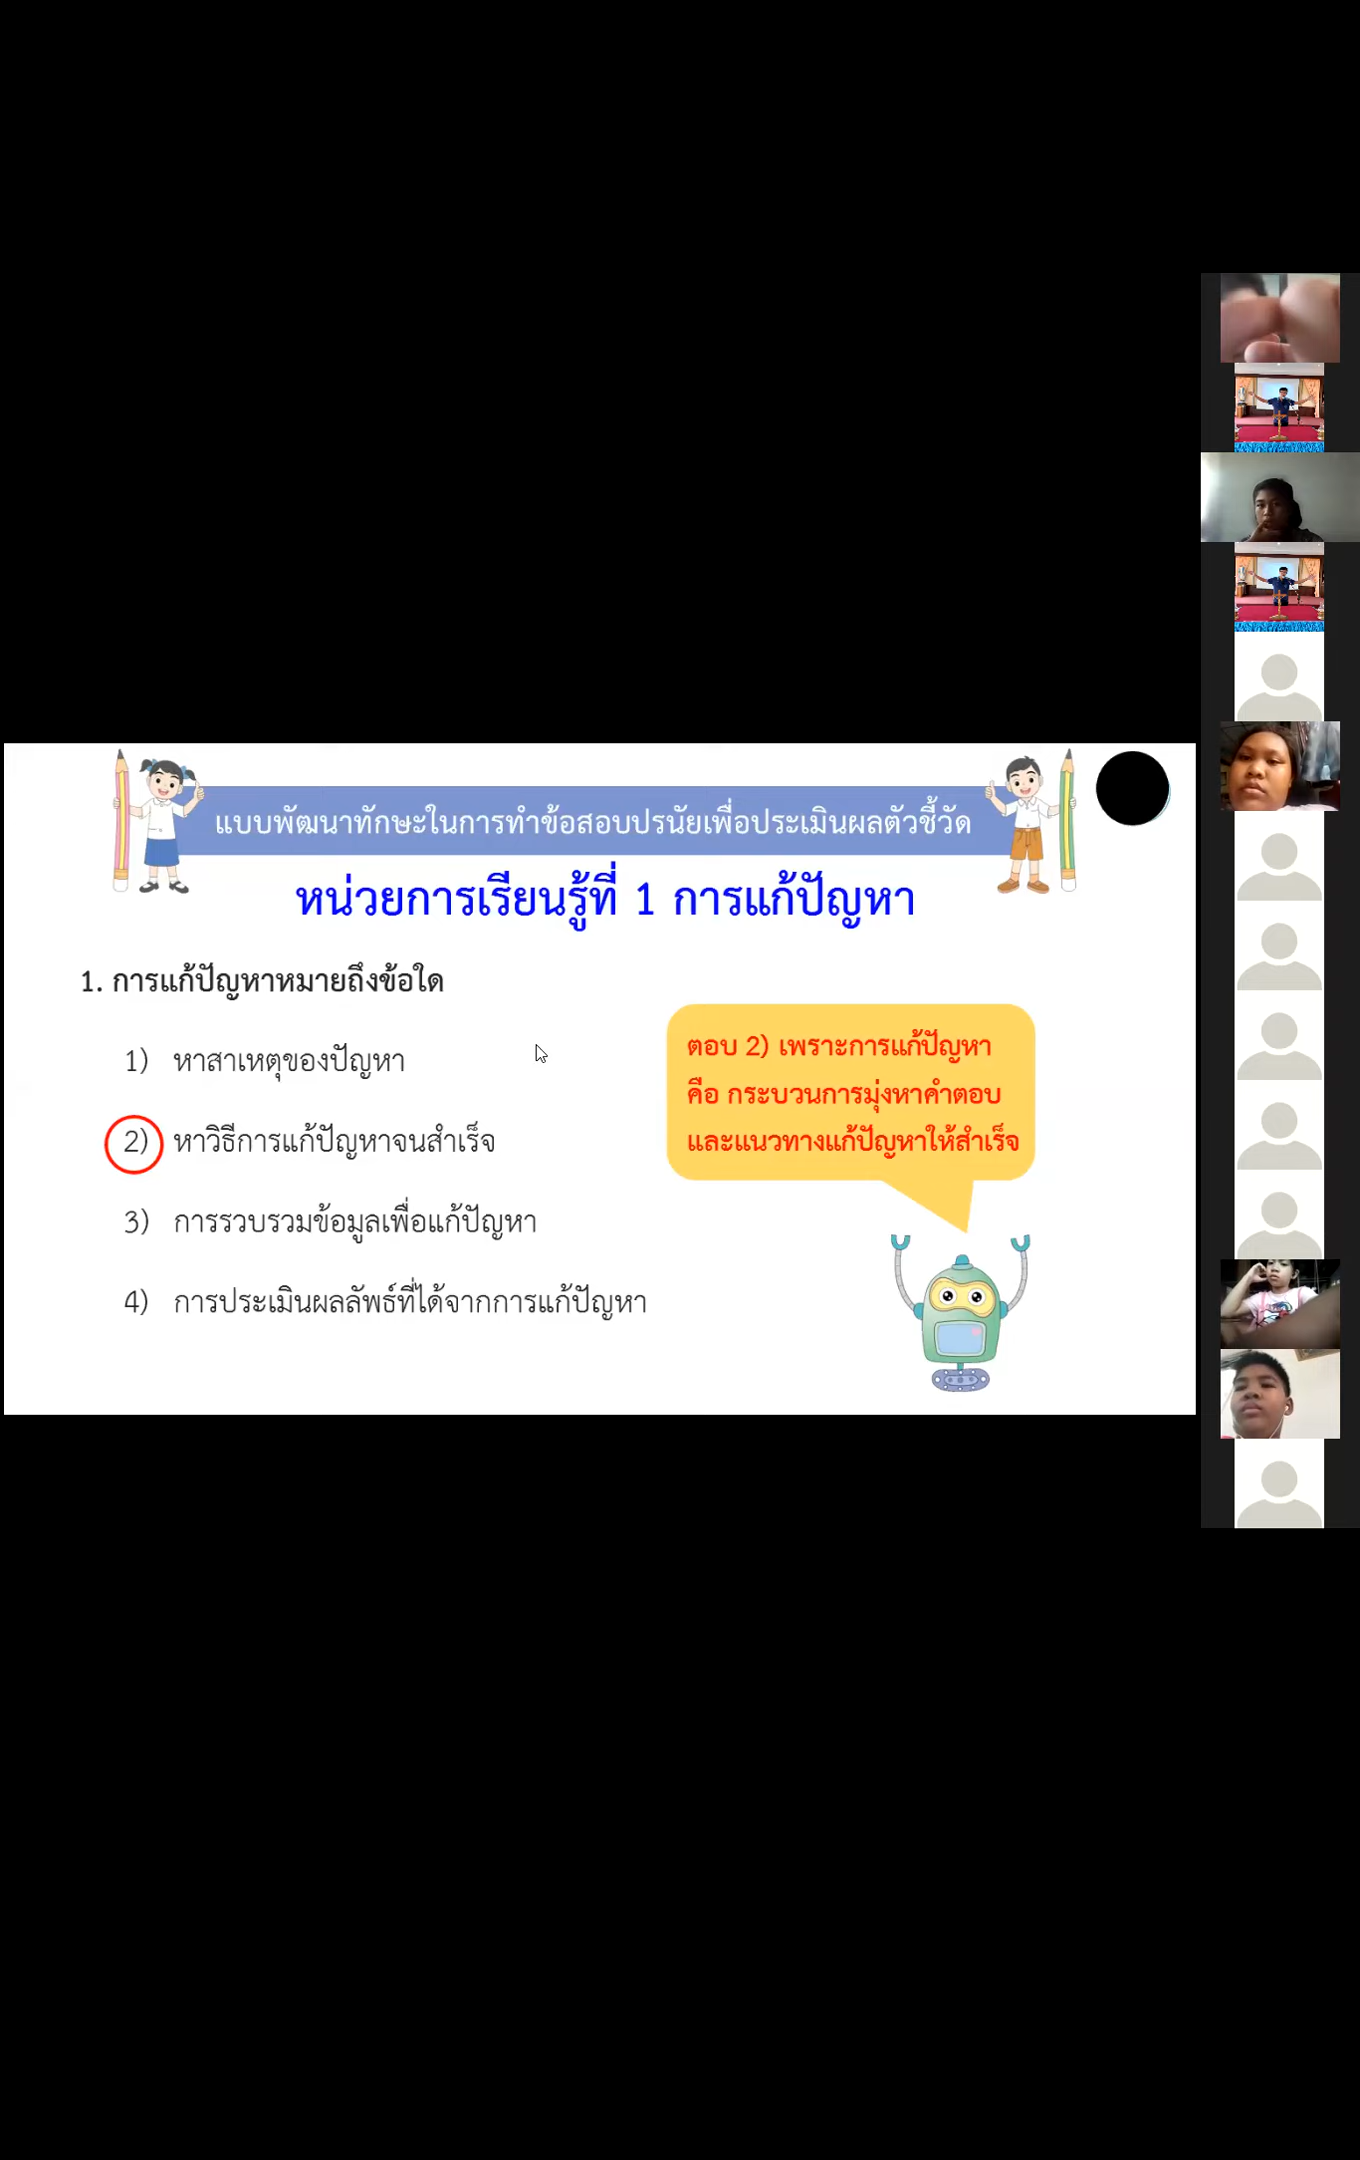 แบบพัฒนาทักษะในการทำข้อสอบปรนัยเพื่อประเมินผลตัวชี้วัด
หน่วยการเรียนรู้ที่ 1 การแก้ปัญหา
1. การแก้ปัญหาหมายถึงข้อใด
1) หาสาเหตุของปัญหา
2) หาวิธีการแก้ปัญหาจนสำเร็จ
3) การรวบรวมข้อมูลเพื่อแก้ปัญหา
4) การประเมินผลลัพธ์ที่ได้จากการแก้ปัญหา
ตอบ 2) เพราะการแก้ปัญหา
คือ กระบวนการมุ่งหาคำตอบ
และแนวทางแก้ปัญหาให้สำเร็จ